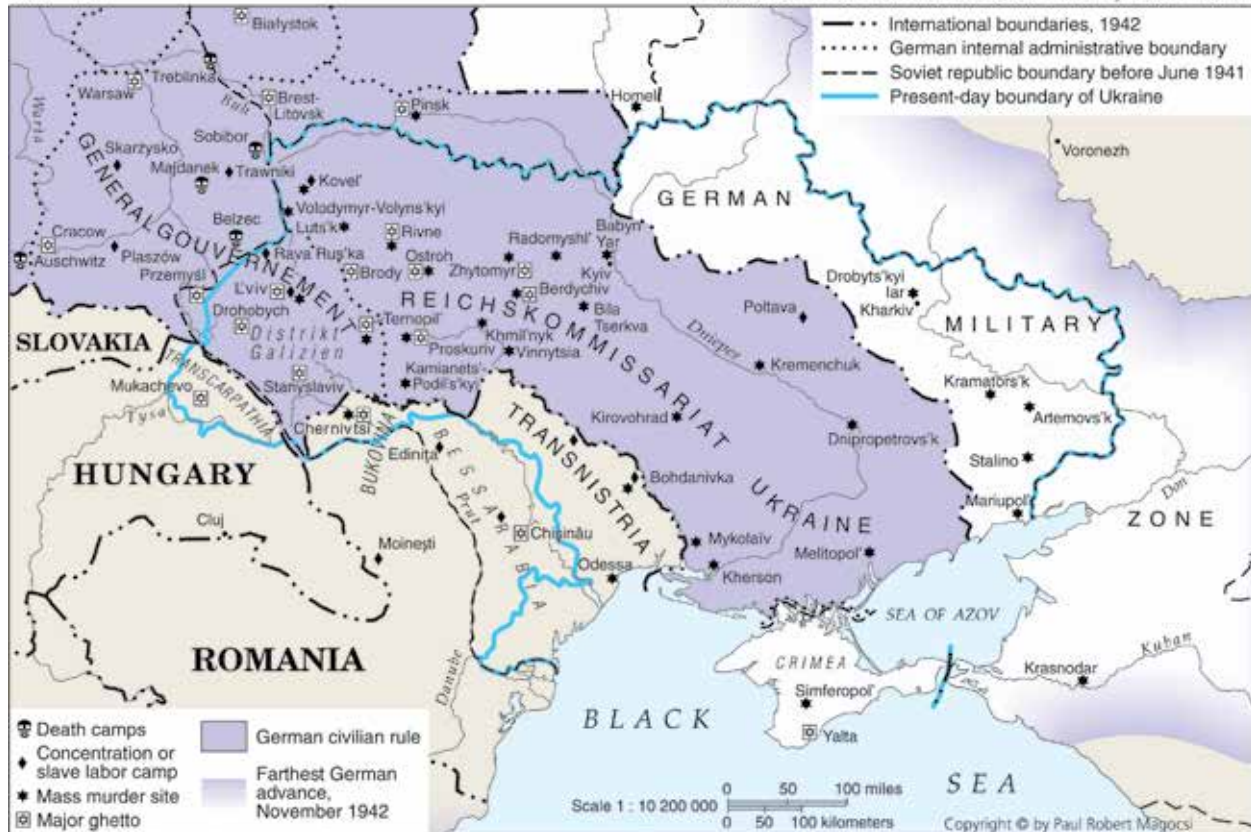 International boundaries, 1942
German internal administrative boundary
Soviet republic boundary before June 1941
Present-day boundary of Ukraine
Białystok
Treblinka
Warsaw
Warta
Buh
Brest-
Litovsk
Pinsk
Homel
Voronezh
Sobibor
Skarżysko
Majdanek
Trawniki
Kovel'
GENERALGOUVERNEMENT
GERMAN
Volodymyr-Volyns'kyi
Luts'k
Belzec
Cracow
Auschwitz
Plaszów
Przemyśl
Rava Rus'ka
L'viv
Brody
Rivne
Ostroh
Radomyshl'
Zhytomyr
Babyn
Yar
Kyiv
Berdychiv
Bila
Tserkva
Drobyts'kyi
Iar
Kharkiv
Poltava
MILITARY
REICHSKOMMISSARIAT
Drohobych
Distrikt
Galizien
Ternopil'
Proskuriv
Khmil'nyk
Vinnytsia
Dnieper
Kremenchuk
SLOVAKIA
TRANSCARPATHIA
Mukachevo
Tysa
Stanyslaviv
Kamianets'
Podil's'kyi
Kramators'k
Artemovs'k
Chernivtsi
BUKOVINA
Kirovohrad
Dnipropetrovs'k
Stalino
TRANSNISTRIA
HUNGARY
Edinița
BESSARABIA
Prut
Bohdanivka
UKRAINE
Mariupol'
Don
ZONE
Cluj
Moinești
Chișinău
Mykolaïv
Melitopol'
Odessa
Kherson
SEA OF AZOV
ROMANIA
Danube
CRIMEA
Kuban
Krasnodar
Simferopol'
Yalta
BLACK
SEA
Death camps
Concentration or
slave labor camp
Mass murder site
Major ghetto
German civilian rule
Farthest German
advance,
November 1942
Scale 1 : 10 200 000
0 50 100 miles
0 50 100 kilometers
Copyright © by Paul Robert Magocsi